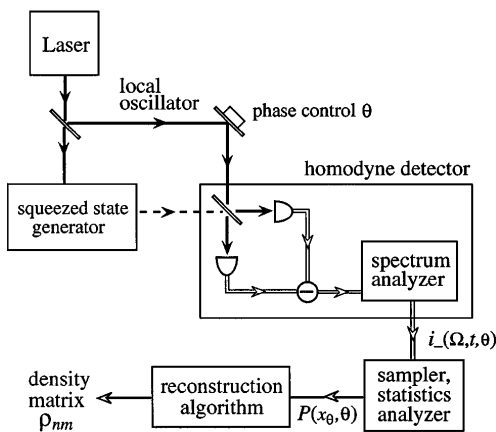 Laser
local
oscillator
phase control θ
homodyne detector
squeezed state
generator
spectrum
analyzer
i_(Ω,t,θ)
density
matrix
ρnm
reconstruction
algorithm
P(xθ,θ)
sampler,
statistics
analyzer